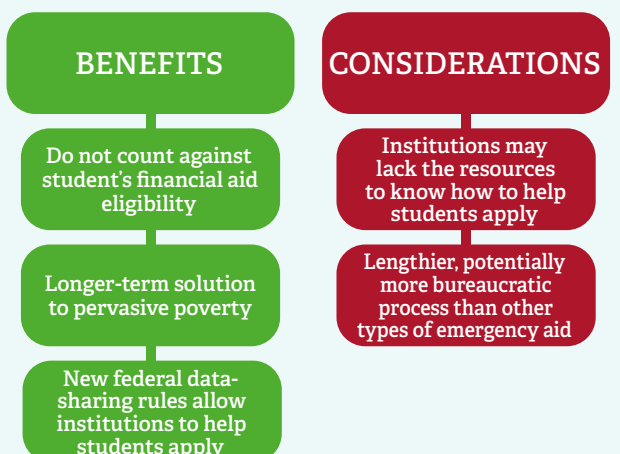 BENEFITS
Do not count against
student's financial aid
eligibility
Longer-term solution
to pervasive poverty
New federal data-
sharing rules allow
institutions to help
students apply
CONSIDERATIONS
Institutions may
lack the resources
to know how to help
students apply
Lengthier, potentially
more bureaucratic
process than other
types of emergency aid